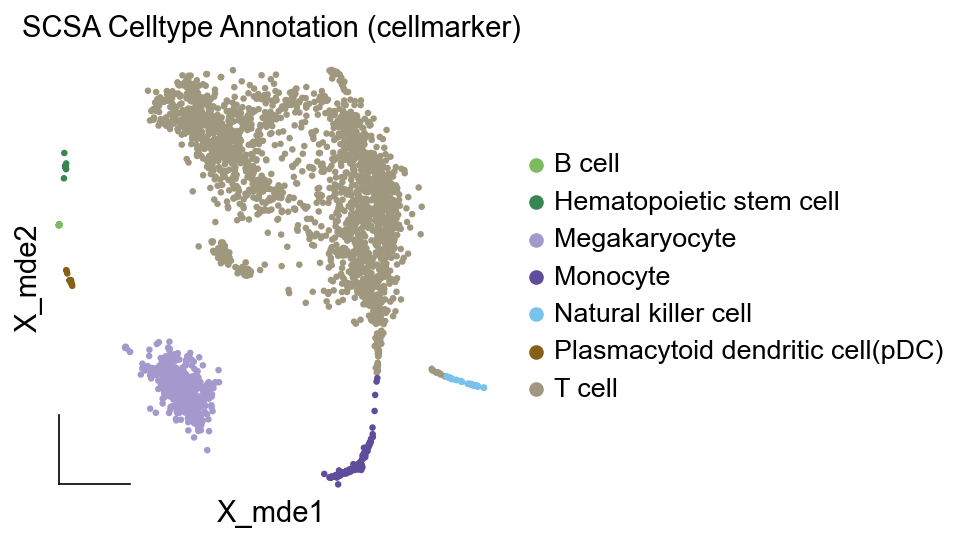 SCSA Celltype Annotation (cellmarker)
B cell
Hematopoietic stem cell
Megakaryocyte
Monocyte
Natural killer cell
Plasmacytoid dendritic cell(pDC)
T cell
X_mde2
X_mde1